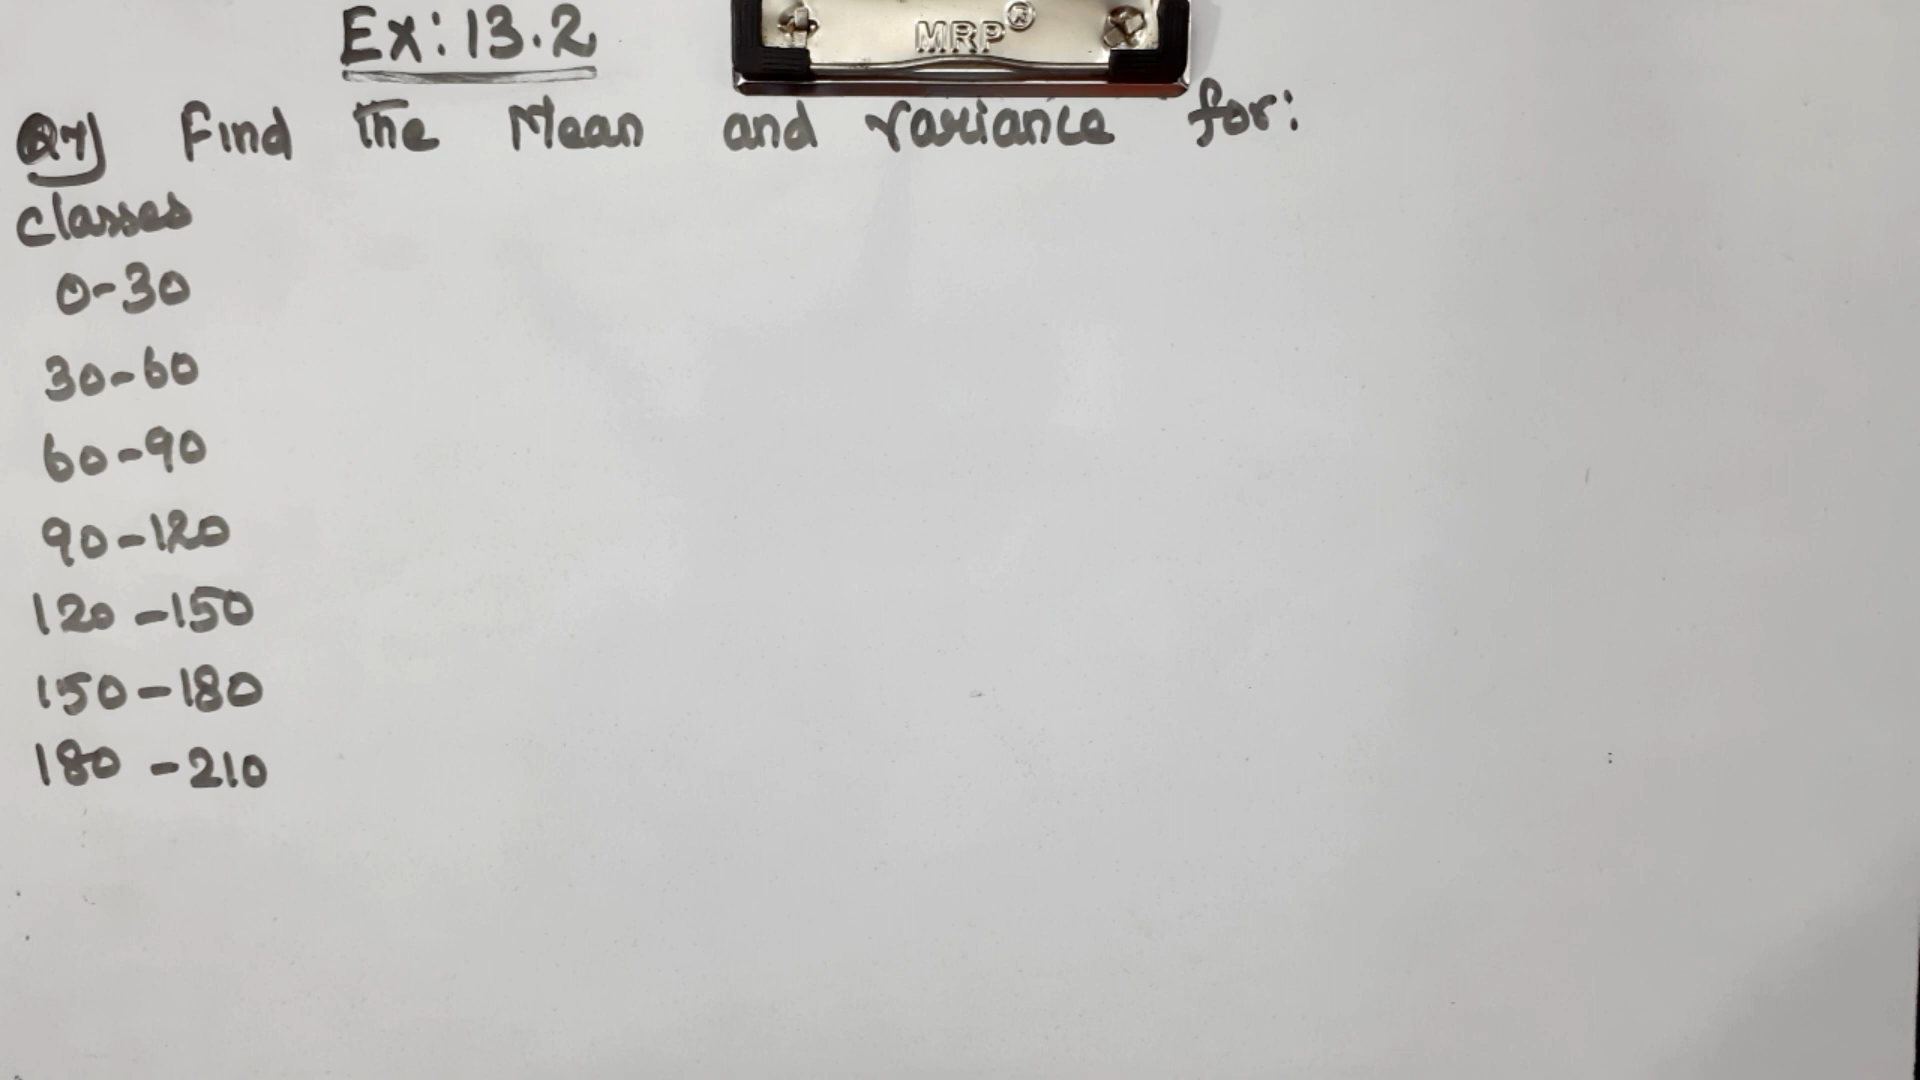 Ex: 13.2
MRP®
Q7) Find the Mean and Variance for:
Classes
0-30
30-60
60-90
90-120
120-150
150-180
180-210